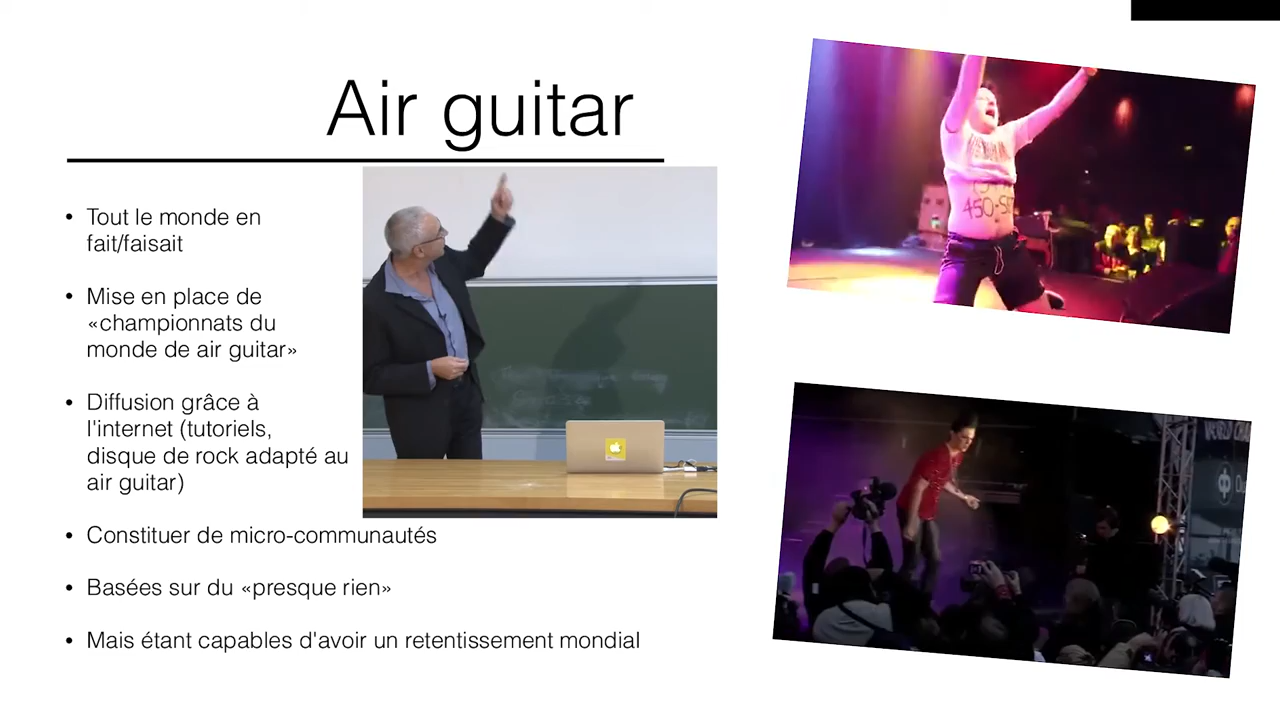 Air guitar
• Tout le monde en
fait/faisait
• Mise en place de
«championnats du
monde de air guitar»
• Diffusion grâce à
l'internet (tutoriels,
disque de rock adapté au
air guitar)
• Constituer de micro-communautés
• Basées sur du «presque rien»
• Mais étant capables d'avoir un retentissement mondial